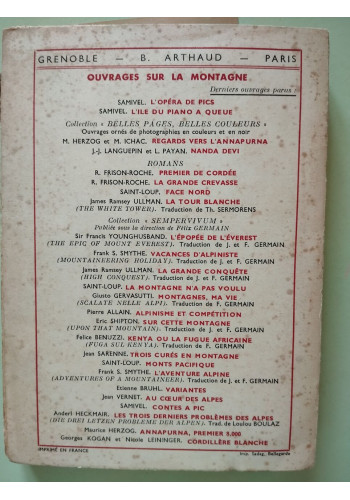 GRENOBLE — B. ARTHAUD — PARIS
OUVRAGES SUR LA MONTAGNE
Derniers ouvrages parus :
SAMIVEL. L'OPÉRA DE PICS
SAMIVEL. L'ILE DU PIANO A QUEUE
Collection « BELLES PAGES, BELLES COULEURS »
Ouvrages ornés de photographies en couleurs et en noir
M. HERZOG et M. ICHAC. REGARDS VERS L'ANNAPURNA
J.-J. LANGUEPIN et L. PAYAN. NANDA DEVI
ROMANS
R. FRISON-ROCHE. PREMIER DE CORDÉE
R. FRISON-ROCHE. LA GRANDE CREVASSE
SAINT-LOUP. FACE NORD
James Ramsey ULLMAN. LA TOUR BLANCHE
(THE WHITE TOWER). Traduction de Th. SERMORENS
Collection « SEMPERVIVUM »
Publiée sous la direction de Félix GERMAIN
Sir Francis YOUNGHUSBAND. L'ÉPOPÉE DE L'ÉVEREST
(THE EPIC OF MOUNT EVEREST). Traduction de J. et F. GERMAIN
Frank S. SMYTHE. VACANCES D'ALPINISTE
(MOUNTAINEERING HOLIDAY). Traduction de J. et F. GERMAIN
James Ramsey ULLMAN. LA GRANDE CONQUÊTE
(HIGH CONQUEST). Traduction de J. et F. GERMAIN
SAINT-LOUP. LA MONTAGNE N'A PAS VOULU
Giusto GERVASUTTI. MONTAGNES, MA VIE
(SCALATE NELLE ALPI). Traduction de J. et F. GERMAIN
Pierre ALLAIN. ALPINISME ET COMPÉTITION
Eric SHIPTON. SUR CETTE MONTAGNE
(UPON THAT MOUNTAIN). Traduction de J. et F. GERMAIN
Felice BENUZZI. KENYA OU LA FUGUE AFRICAINE
(FUGA SUL KENYA). Traduction de F. GERMAIN
Jean SARENNE. TROIS CURÉS EN MONTAGNE
SAINT-LOUP. MONTS PACIFIQUE
Frank S. SMYTHE. L'AVENTURE ALPINE
(ADVENTURES OF A MOUNTAINEER). Traduction de J. et F. GERMAIN
Etienne BRUHL. VARIANTES
Jean VERNET. AU CŒUR DES ALPES
SAMIVEL. CONTES A PIC
Anderl HECKMAIR. LES TROIS DERNIERS PROBLÈMES DES ALPES
(DIE DREI LETZEN PROBLEME DER ALPEN). Trad. de Loulou BOULAZ
Maurice HERZOG. ANNAPURNA, PREMIER 8.000
Georges KOGAN et Nicole LEININGER. CORDILLÈRE BLANCHE
IMPRIMÉ EN FRANCE
Imp. Sadag, Bellegarde